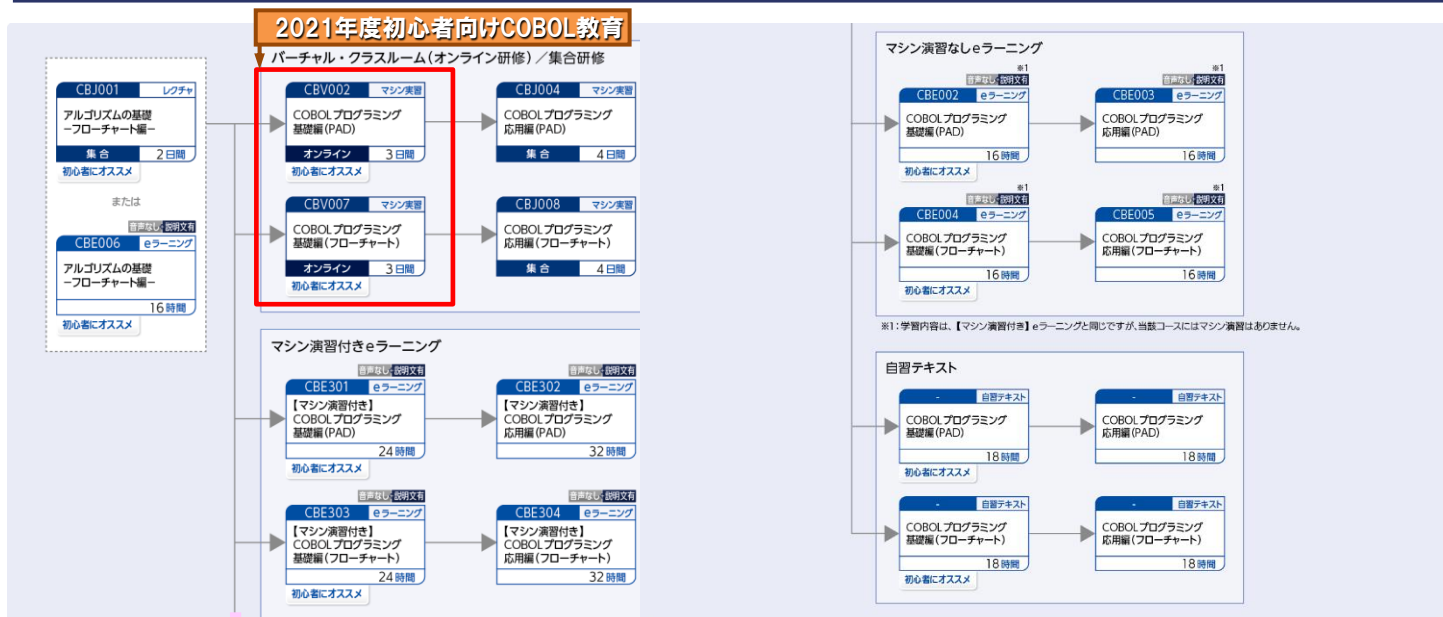 2021年度初心者向けCOBOL教育
CBJ001 レクチャ
アルゴリズムの基礎
－フローチャート編－
集合 2日間
初心者にオススメ
または
音声なし・説明文有
CBE006 eラーニング
アルゴリズムの基礎
－フローチャート編－
16時間
初心者にオススメ
バーチャル・クラスルーム（オンライン研修）／集合研修
CBV002 マシン実習
COBOLプログラミング
基礎編（PAD）
オンライン 3日間
初心者にオススメ
CBJ004 マシン実習
COBOLプログラミング
応用編（PAD）
集合 4日間
CBV007 マシン実習
COBOLプログラミング
基礎編（フローチャート）
オンライン 3日間
初心者にオススメ
CBJ008 マシン実習
COBOLプログラミング
応用編（フローチャート）
集合 4日間
マシン演習付きeラーニング
音声なし・説明文有
CBE301 eラーニング
【マシン演習付き】
COBOLプログラミング
基礎編（PAD）
24時間
初心者にオススメ
音声なし・説明文有
CBE302 eラーニング
【マシン演習付き】
COBOLプログラミング
応用編（PAD）
32時間
音声なし・説明文有
CBE303 eラーニング
【マシン演習付き】
COBOLプログラミング
基礎編（フローチャート）
24時間
初心者にオススメ
音声なし・説明文有
CBE304 eラーニング
【マシン演習付き】
COBOLプログラミング
応用編（フローチャート）
32時間
マシン演習なしeラーニング
※1
音声なし・説明文有
CBE002 eラーニング
COBOLプログラミング
基礎編（PAD）
16時間
初心者にオススメ
※1
音声なし・説明文有
CBE003 eラーニング
COBOLプログラミング
応用編（PAD）
16時間
※1
音声なし・説明文有
CBE004 eラーニング
COBOLプログラミング
基礎編（フローチャート）
16時間
初心者にオススメ
※1
音声なし・説明文有
CBE005 eラーニング
COBOLプログラミング
応用編（フローチャート）
16時間
※1：学習内容は、【マシン演習付き】eラーニングと同じですが、当該コースにはマシン演習はありません。
自習テキスト
- 自習テキスト
COBOLプログラミング
基礎編（PAD）
18時間
初心者にオススメ
- 自習テキスト
COBOLプログラミング
応用編（PAD）
18時間
- 自習テキスト
COBOLプログラミング
基礎編（フローチャート）
18時間
初心者にオススメ
- 自習テキスト
COBOLプログラミング
応用編（フローチャート）
18時間